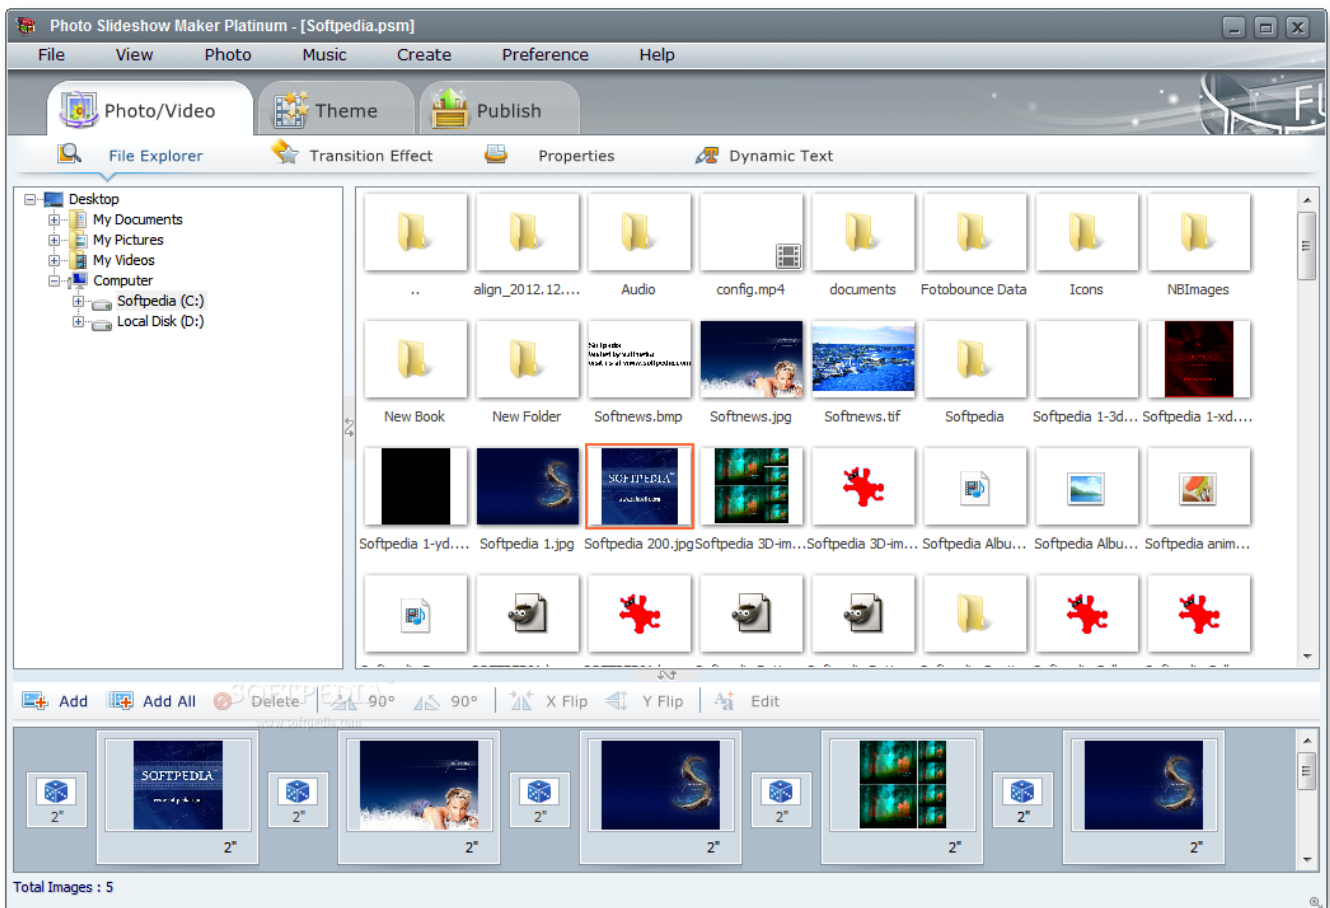 Photo Slideshow Maker Platinum - [Softpedia.psm]
File View Photo Music Create Preference Help
Photo/Video Theme Publish
File Explorer Transition Effect Properties Dynamic Text
Desktop
My Documents
My Pictures
My Videos
Computer
Softpedia (C:)
Local Disk (D:)
.. align_2012.12.... Audio config.mp4 documents Fotobounce Data Icons NBImages
New Book New Folder Softnews.bmp Softnews.jpg Softnews.tif Softpedia Softpedia 1-3d... Softpedia 1-xd....
SOFTPEDIA
Softpedia 1-yd.... Softpedia 1.jpg Softpedia 200.jpg Softpedia 3D-im... Softpedia 3D-im... Softpedia Albu... Softpedia Albu... Softpedia anim...
Add Add All Delete 90° 90° X Flip Y Flip Edit
SOFTPEDIA
www.softpedia.com
SOFTPEDIA
2" 2" 2" 2" 2"
2" 2" 2" 2" 2"
Total Images : 5